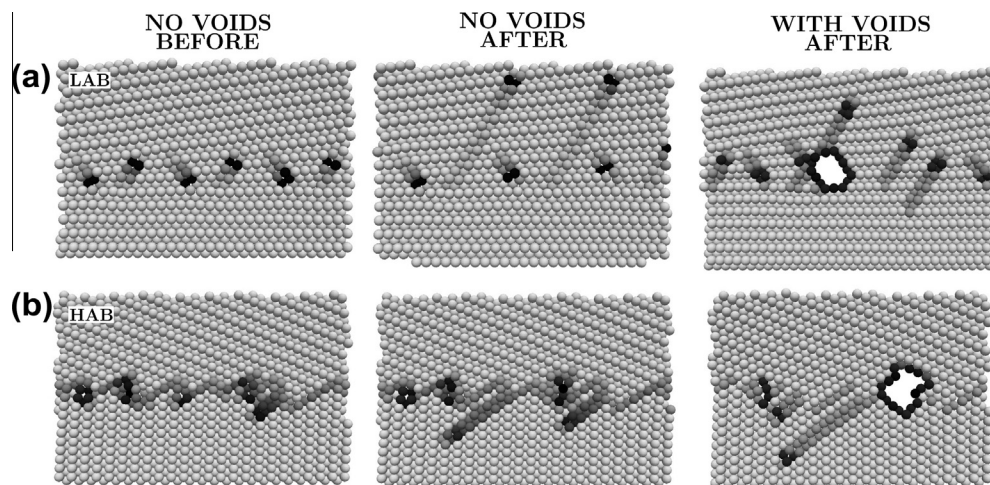 NO VOIDS
BEFORE
NO VOIDS
AFTER
WITH VOIDS
AFTER
(a)
LAB
(b)
HAB